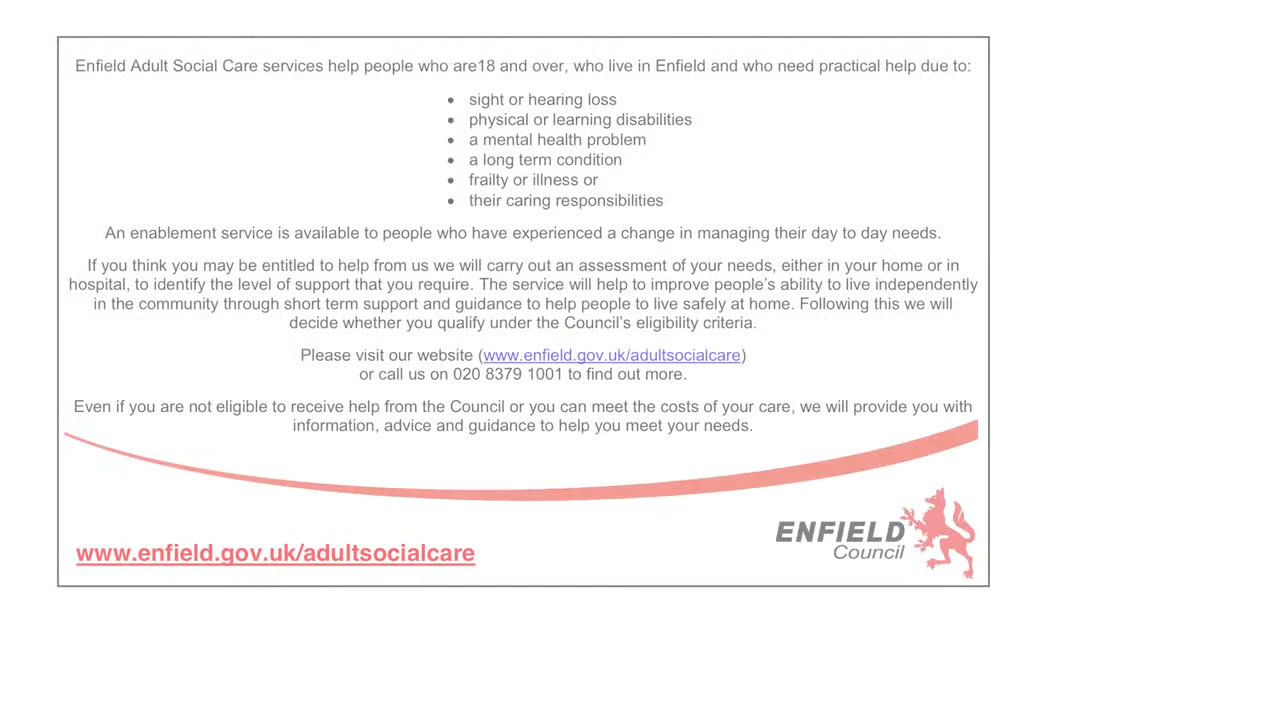 Enfield Adult Social Care services help people who are18 and over, who live in Enfield and who need practical help due to:
• sight or hearing loss
• physical or learning disabilities
• a mental health problem
• a long term condition
• frailty or illness or
• their caring responsibilities
An enablement service is available to people who have experienced a change in managing their day to day needs.
If you think you may be entitled to help from us we will carry out an assessment of your needs, either in your home or in
hospital, to identify the level of support that you require. The service will help to improve people's ability to live independently
in the community through short term support and guidance to help people to live safely at home. Following this we will
decide whether you qualify under the Council's eligibility criteria.
Please visit our website (www.enfield.gov.uk/adultsocialcare)
or call us on 020 8379 1001 to find out more.
Even if you are not eligible to receive help from the Council or you can meet the costs of your care, we will provide you with
information, advice and guidance to help you meet your needs.
ENFIELD
Council
www.enfield.gov.uk/adultsocialcare